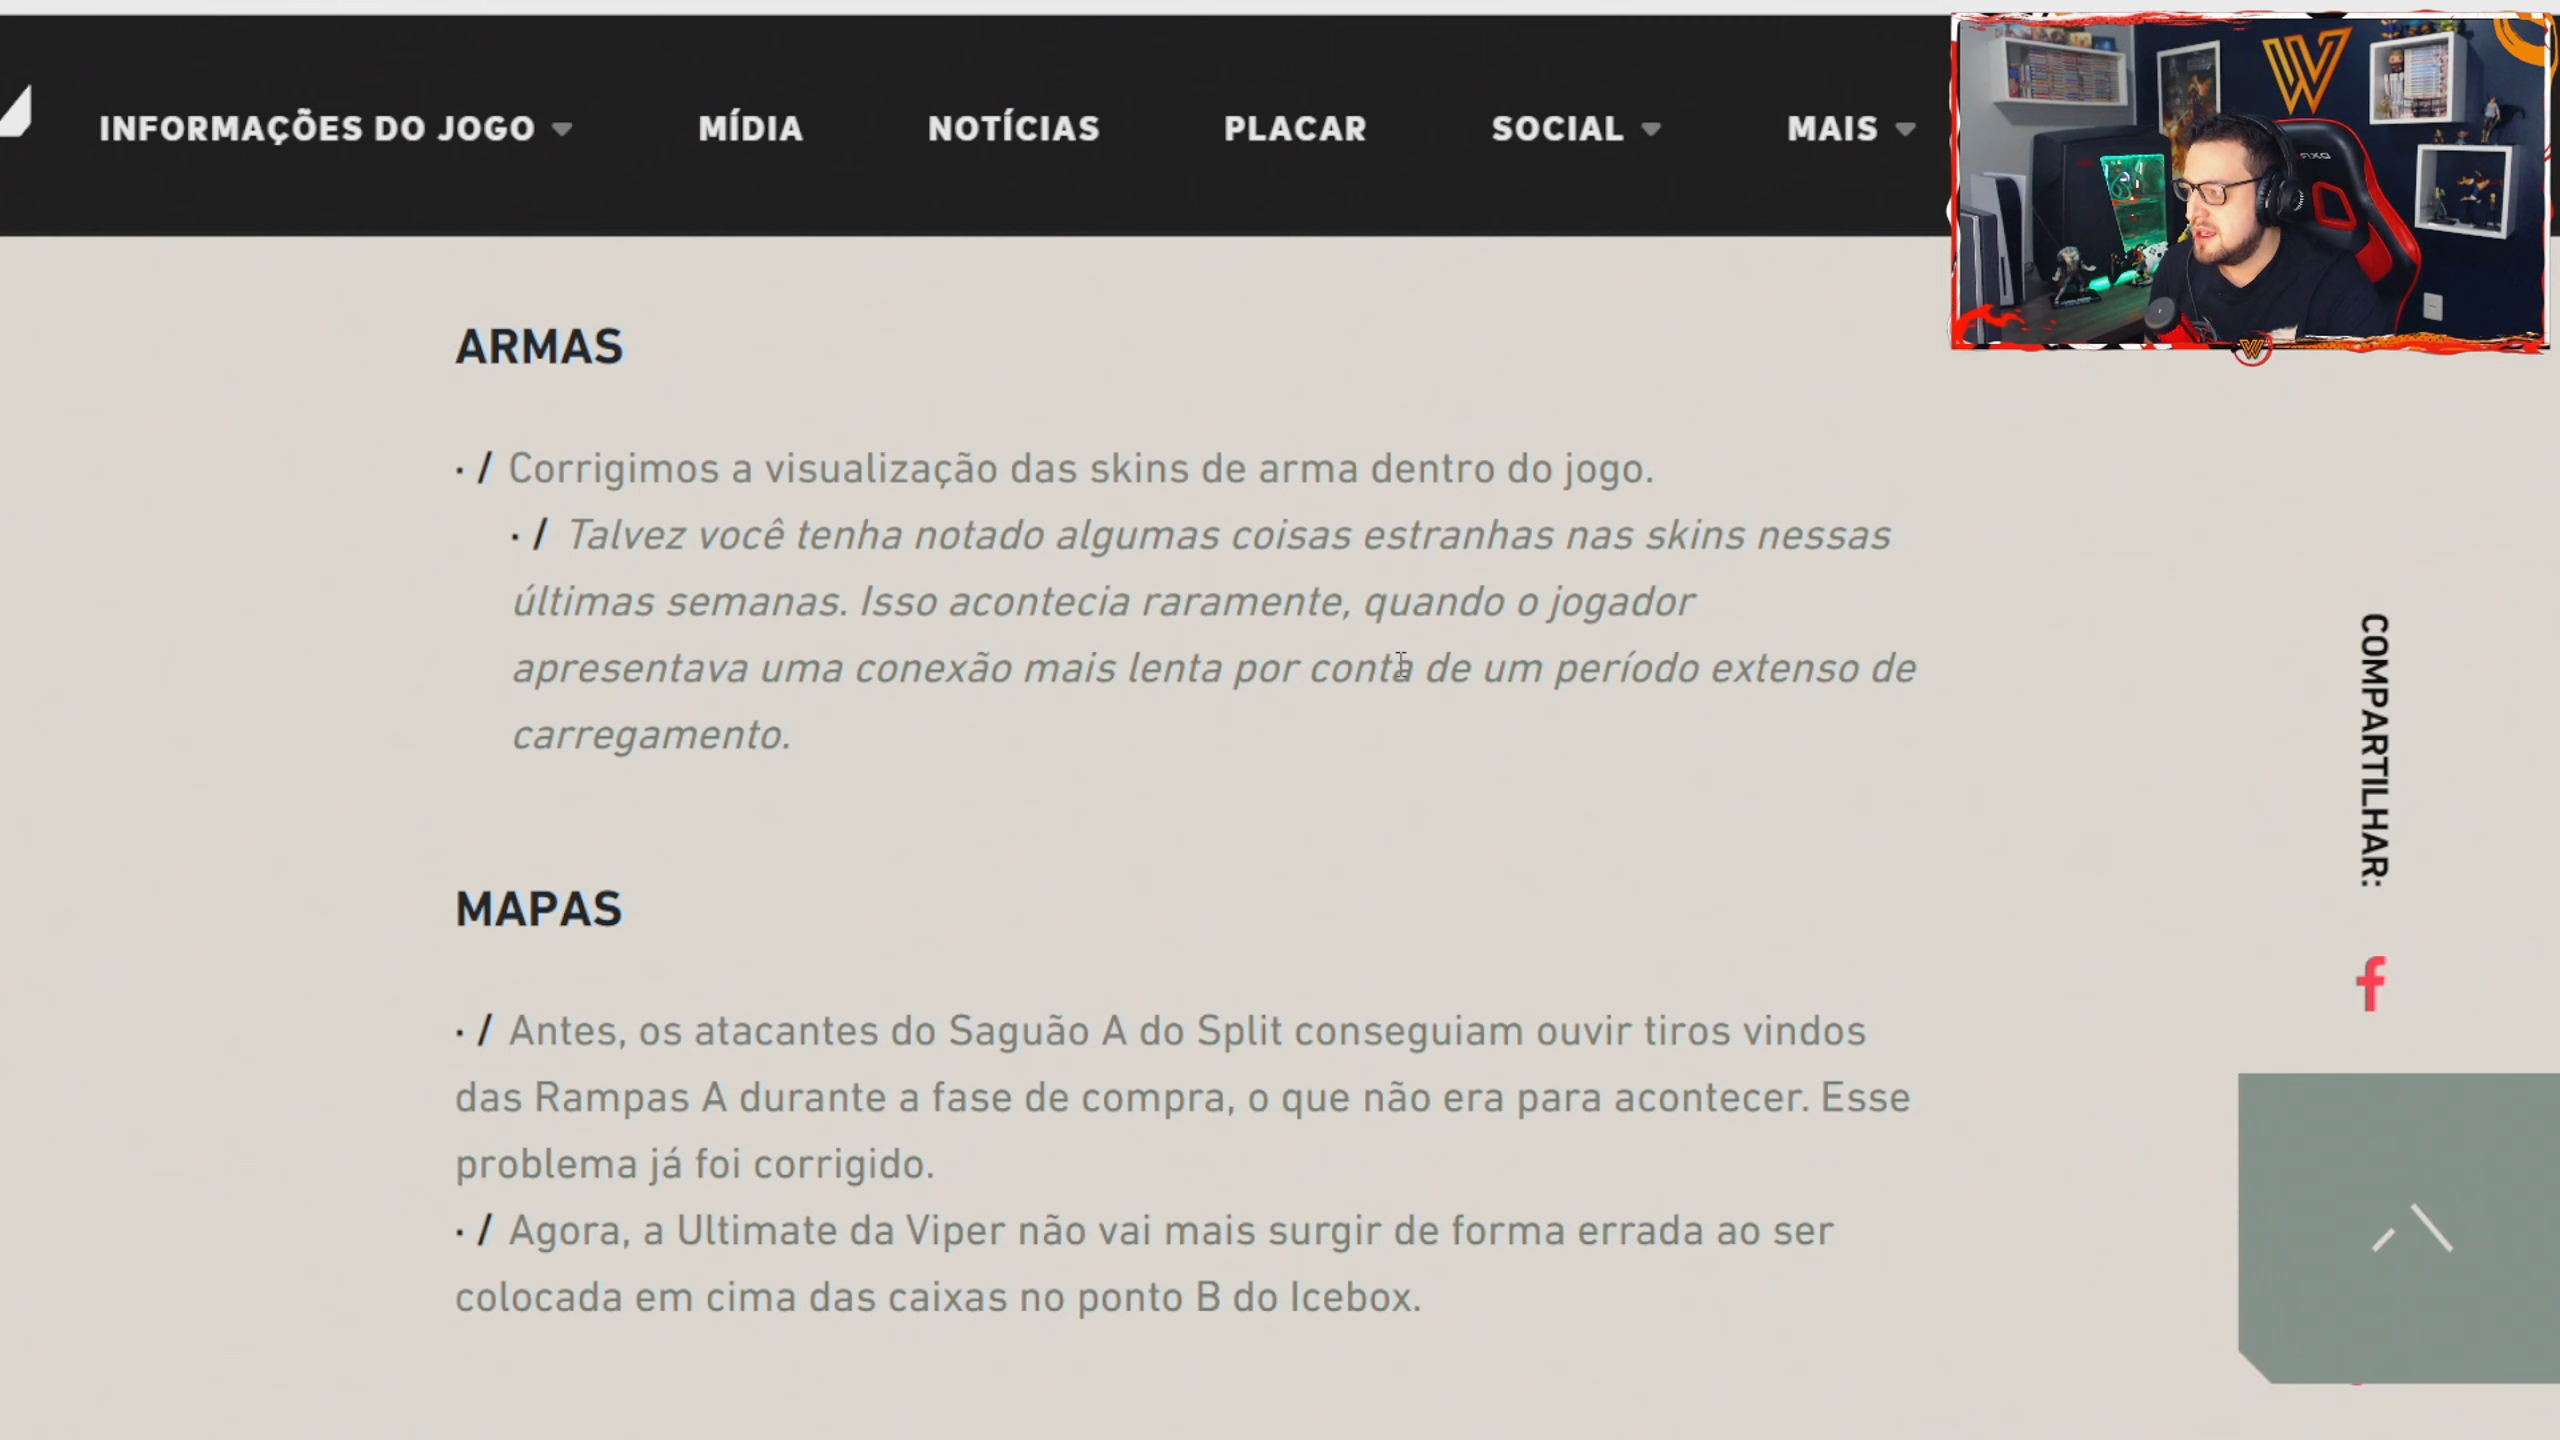 INFORMAÇÕES DO JOGO MÍDIA NOTÍCIAS PLACAR SOCIAL MAIS
ARMAS
· / Corrigimos a visualização das skins de arma dentro do jogo.
· / Talvez você tenha notado algumas coisas estranhas nas skins nessas
últimas semanas. Isso acontecia raramente, quando o jogador
apresentava uma conexão mais lenta por conta de um período extenso de
carregamento.
MAPAS
· / Antes, os atacantes do Saguão A do Split conseguiam ouvir tiros vindos
das Rampas A durante a fase de compra, o que não era para acontecer. Esse
problema já foi corrigido.
· / Agora, a Ultimate da Viper não vai mais surgir de forma errada ao ser
colocada em cima das caixas no ponto B do Icebox.
COMPARTILHAR: